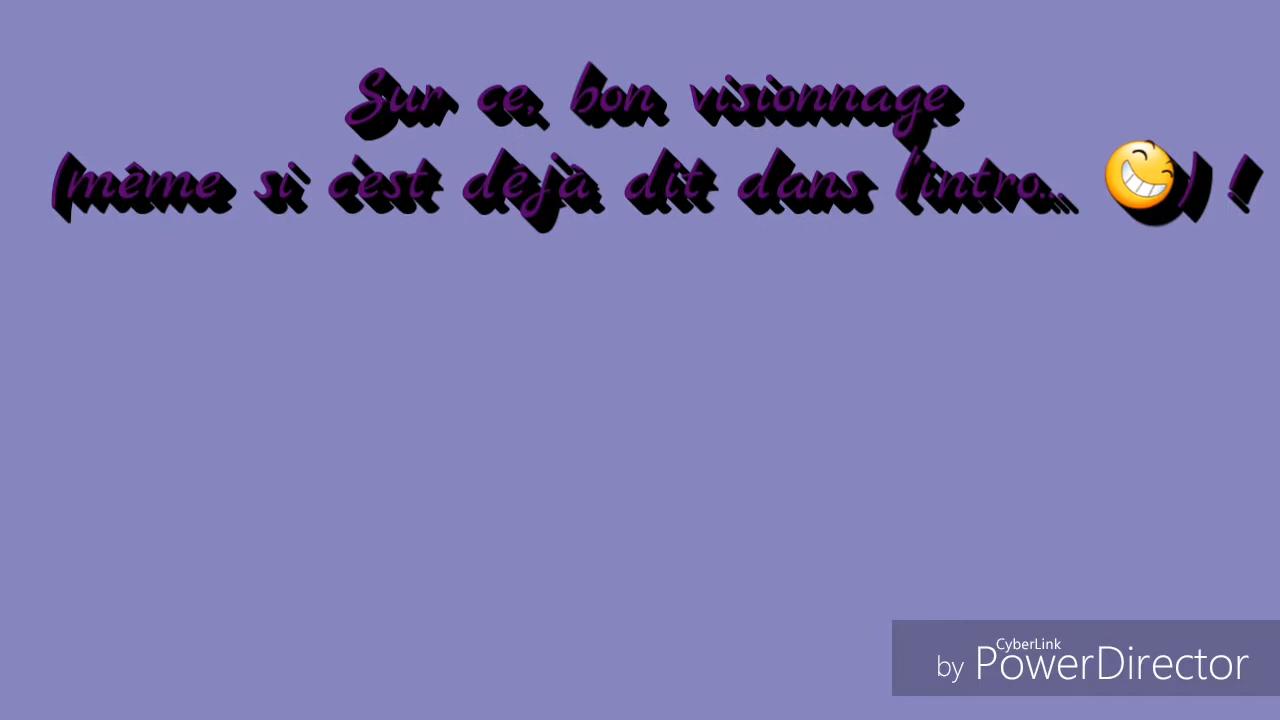 Sur ce, bon visionnage
(même si c'est déjà dit dans l'intro... 😆) !
CyberLink
by PowerDirector